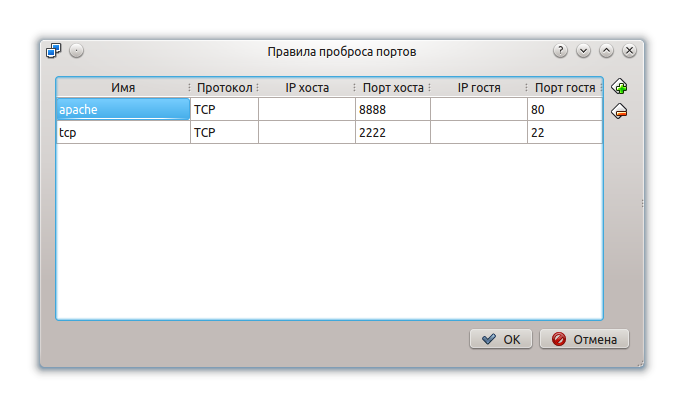 Правила проброса портов
Имя Протокол IP хоста Порт хоста IP гостя Порт гостя
apache TCP 8888 80
tcp TCP 2222 22
OK Отмена